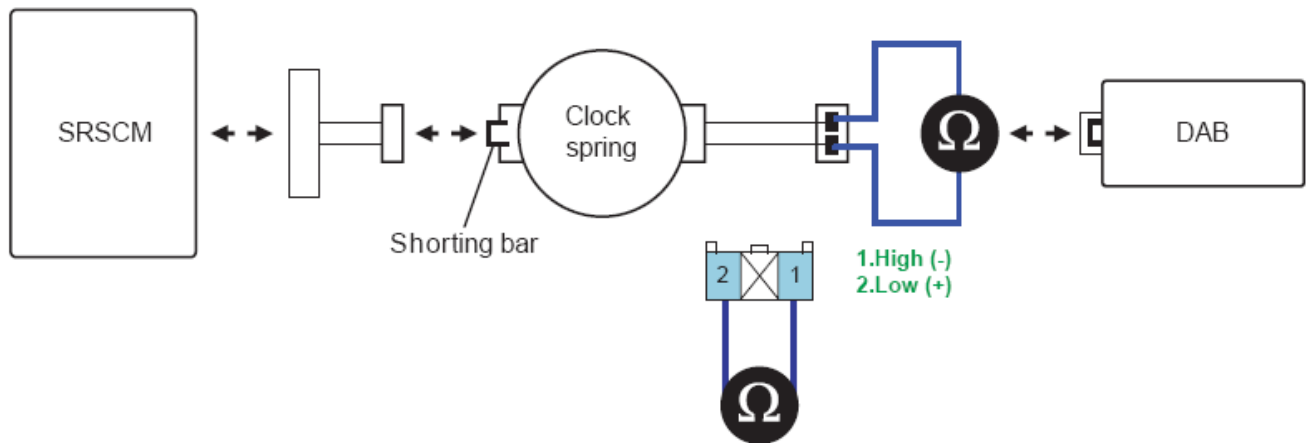 SRSCM
Clock
spring
Ω
DAB
Shorting bar
2
1
1.High (-)
2.Low (+)
Ω